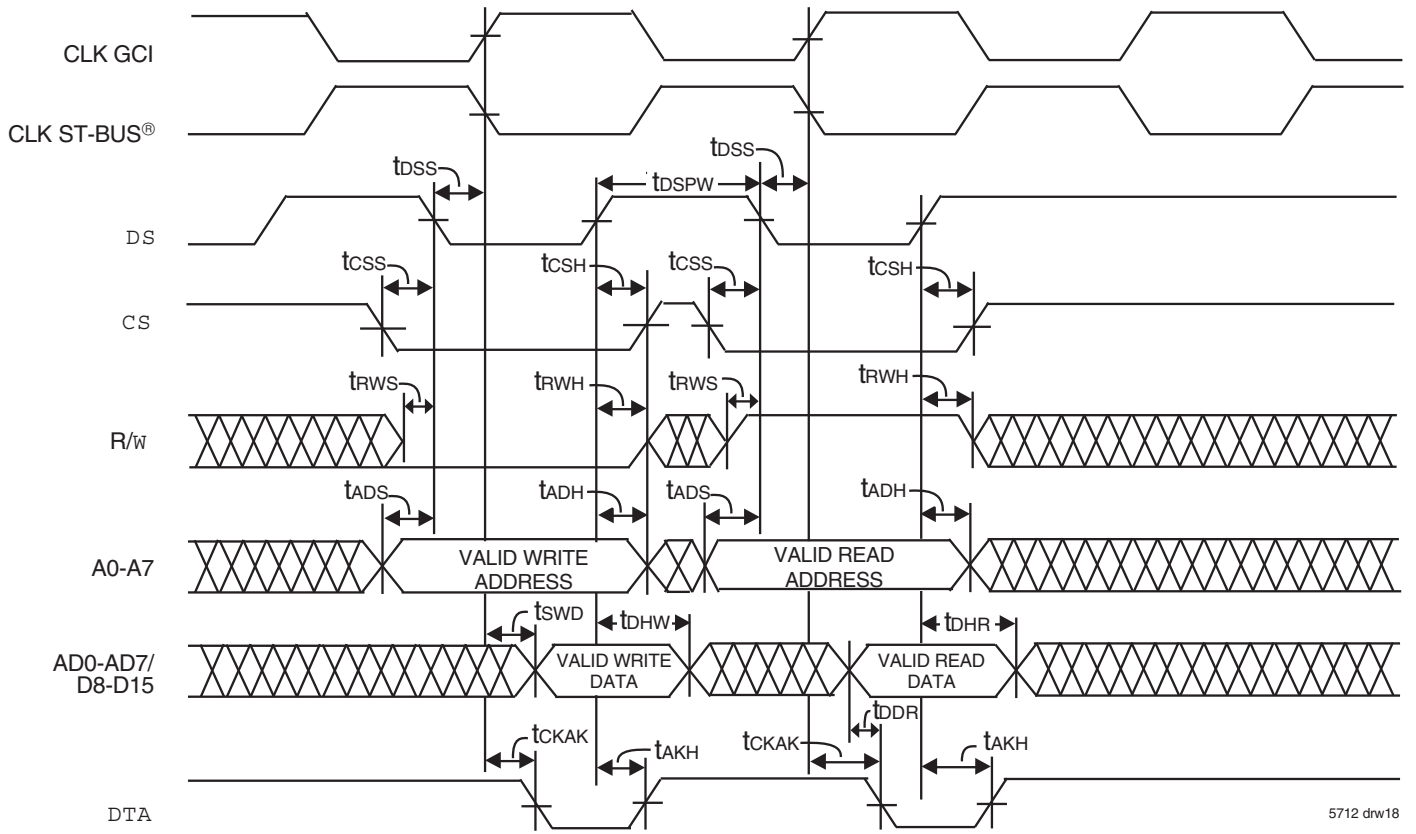 CLK GCI
CLK ST-BUS®
tDSS
tDSPW
tDSS
DS
tCSS
tCSH
tCSS
tCSH
CS
tRWS
tRWH
tRWS
tRWH
R/W
tADS
tADH
tADS
tADH
A0-A7
VALID WRITE
ADDRESS
VALID READ
ADDRESS
tSWD
tDHW
tDHR
AD0-AD7/
D8-D15
VALID WRITE
DATA
VALID READ
DATA
tDDR
tCKAK
tAKH
tCKAK
tAKH
DTA
5712 drw18